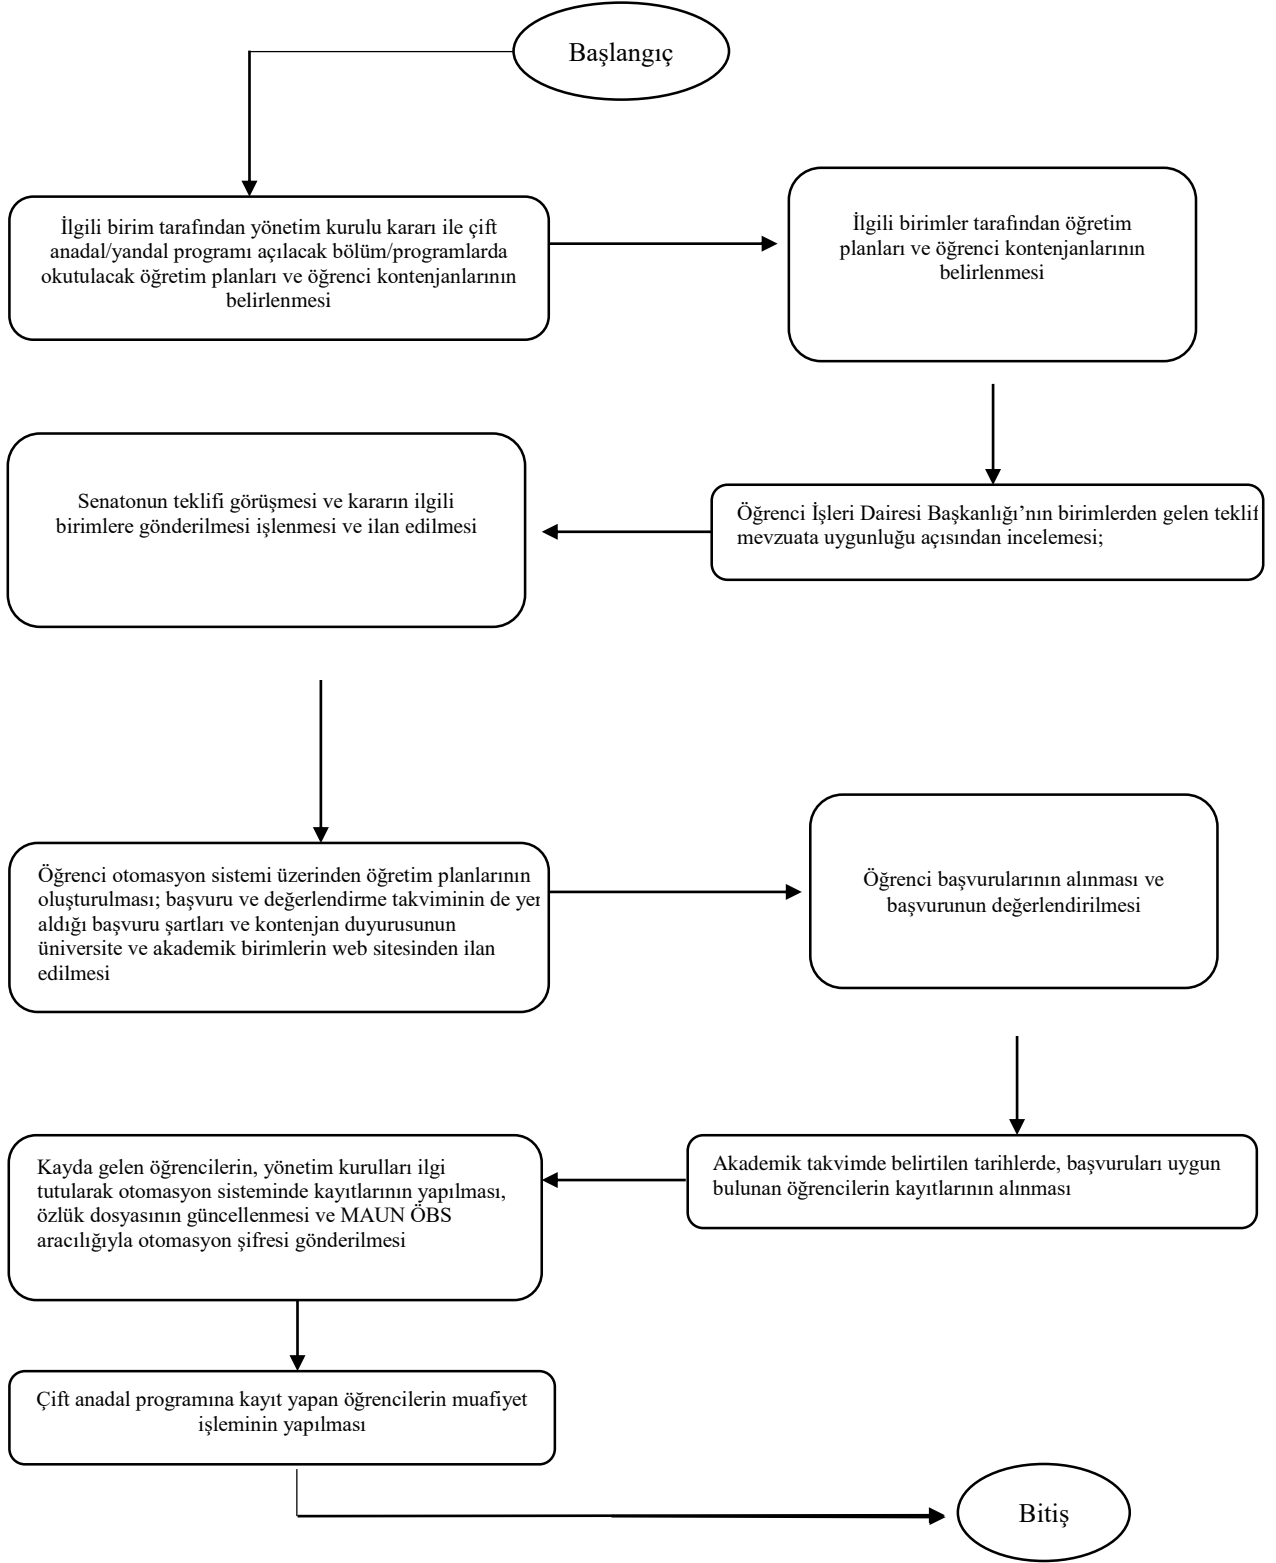 Başlangıç
İlgili birim tarafından yönetim kurulu kararı ile çift
anadal/yandal programı açılacak bölüm/programlarda
okutulacak öğretim planları ve öğrenci kontenjanlarının
belirlenmesi
İlgili birimler tarafından öğretim
planları ve öğrenci kontenjanlarının
belirlenmesi
Öğrenci İşleri Dairesi Başkanlığı’nın birimlerden gelen teklif
mevzuata uygunluğu açısından incelemesi;
Senatonun teklifi görüşmesi ve kararın ilgili
birimlere gönderilmesi işlenmesi ve ilan edilmesi
Öğrenci otomasyon sistemi üzerinden öğretim planlarının
oluşturulması; başvuru ve değerlendirme takviminin de yer
aldığı başvuru şartları ve kontenjan duyurusunun
üniversite ve akademik birimlerin web sitesinden ilan
edilmesi
Öğrenci başvurularının alınması ve
başvurunun değerlendirilmesi
Akademik takvimde belirtilen tarihlerde, başvuruları uygun
bulunan öğrencilerin kayıtlarının alınması
Kayda gelen öğrencilerin, yönetim kurulları ilgi
tutularak otomasyon sisteminde kayıtlarının yapılması,
özlük dosyasının güncellenmesi ve MAUN ÖBS
aracılığıyla otomasyon şifresi gönderilmesi
Çift anadal programına kayıt yapan öğrencilerin muafiyet
işleminin yapılması
Bitiş